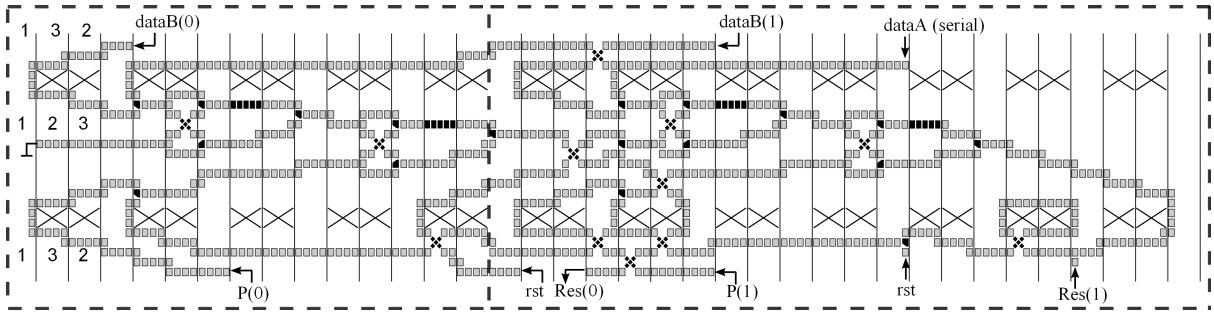 dataB(0)
dataB(1)
dataA (serial)
1 3 2
1 2 3
1 3 2
P(0)
rst
Res(0)
P(1)
rst
Res(1)